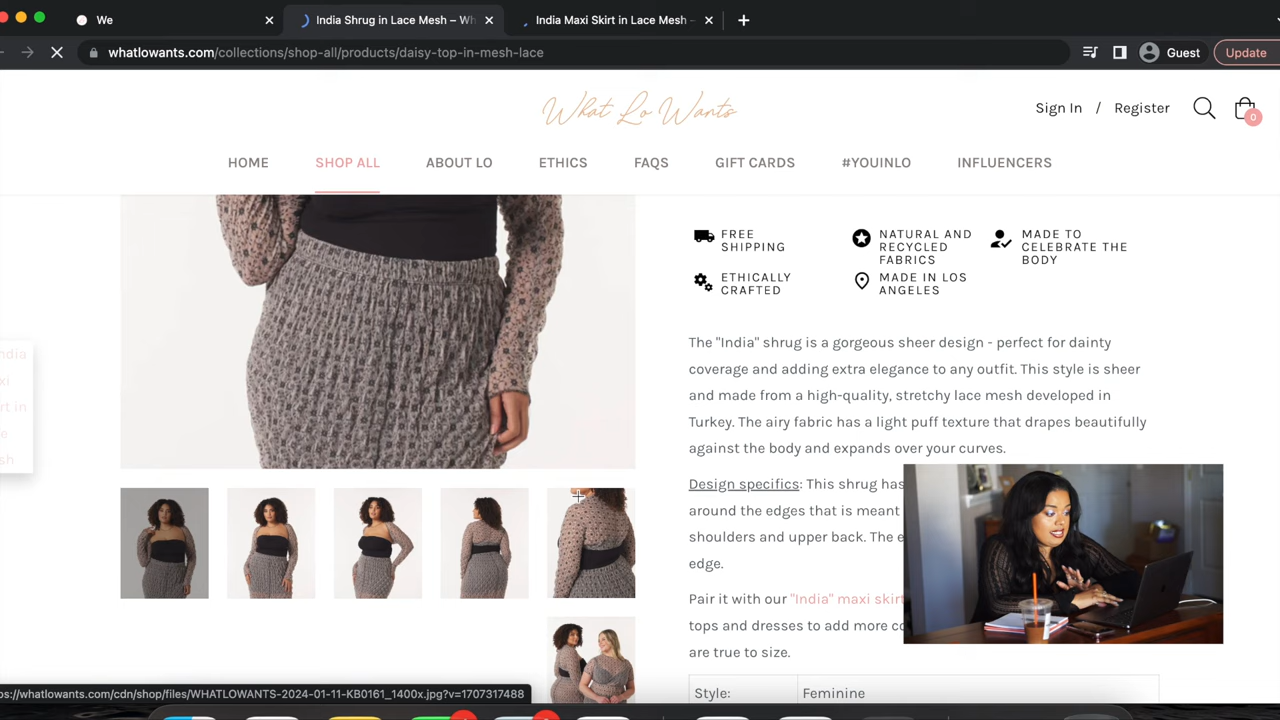 We
India Shrug in Lace Mesh – Wh
India Maxi Skirt in Lace Mesh –
whatlowants.com/collections/shop-all/products/daisy-top-in-mesh-lace
Guest
Update
What Lo Wants
Sign In / Register
0
HOME
SHOP ALL
ABOUT LO
ETHICS
FAQS
GIFT CARDS
#YOUINLO
INFLUENCERS
FREE SHIPPING
NATURAL AND RECYCLED FABRICS
MADE TO CELEBRATE THE BODY
ETHICALLY CRAFTED
MADE IN LOS ANGELES
ndia
xi
rt in
e
sh
The "India" shrug is a gorgeous sheer design - perfect for dainty
coverage and adding extra elegance to any outfit. This style is sheer
and made from a high-quality, stretchy lace mesh developed in
Turkey. The airy fabric has a light puff texture that drapes beautifully
against the body and expands over your curves.
Design specifics: This shrug has
around the edges that is meant
shoulders and upper back. The e
edge.
Pair it with our "India" maxi skirt
tops and dresses to add more co
are true to size.
Style: Feminine
ps://whatlowants.com/cdn/shop/files/WHATLOWANTS-2024-01-11-KB0161_1400x.jpg?v=1707317488